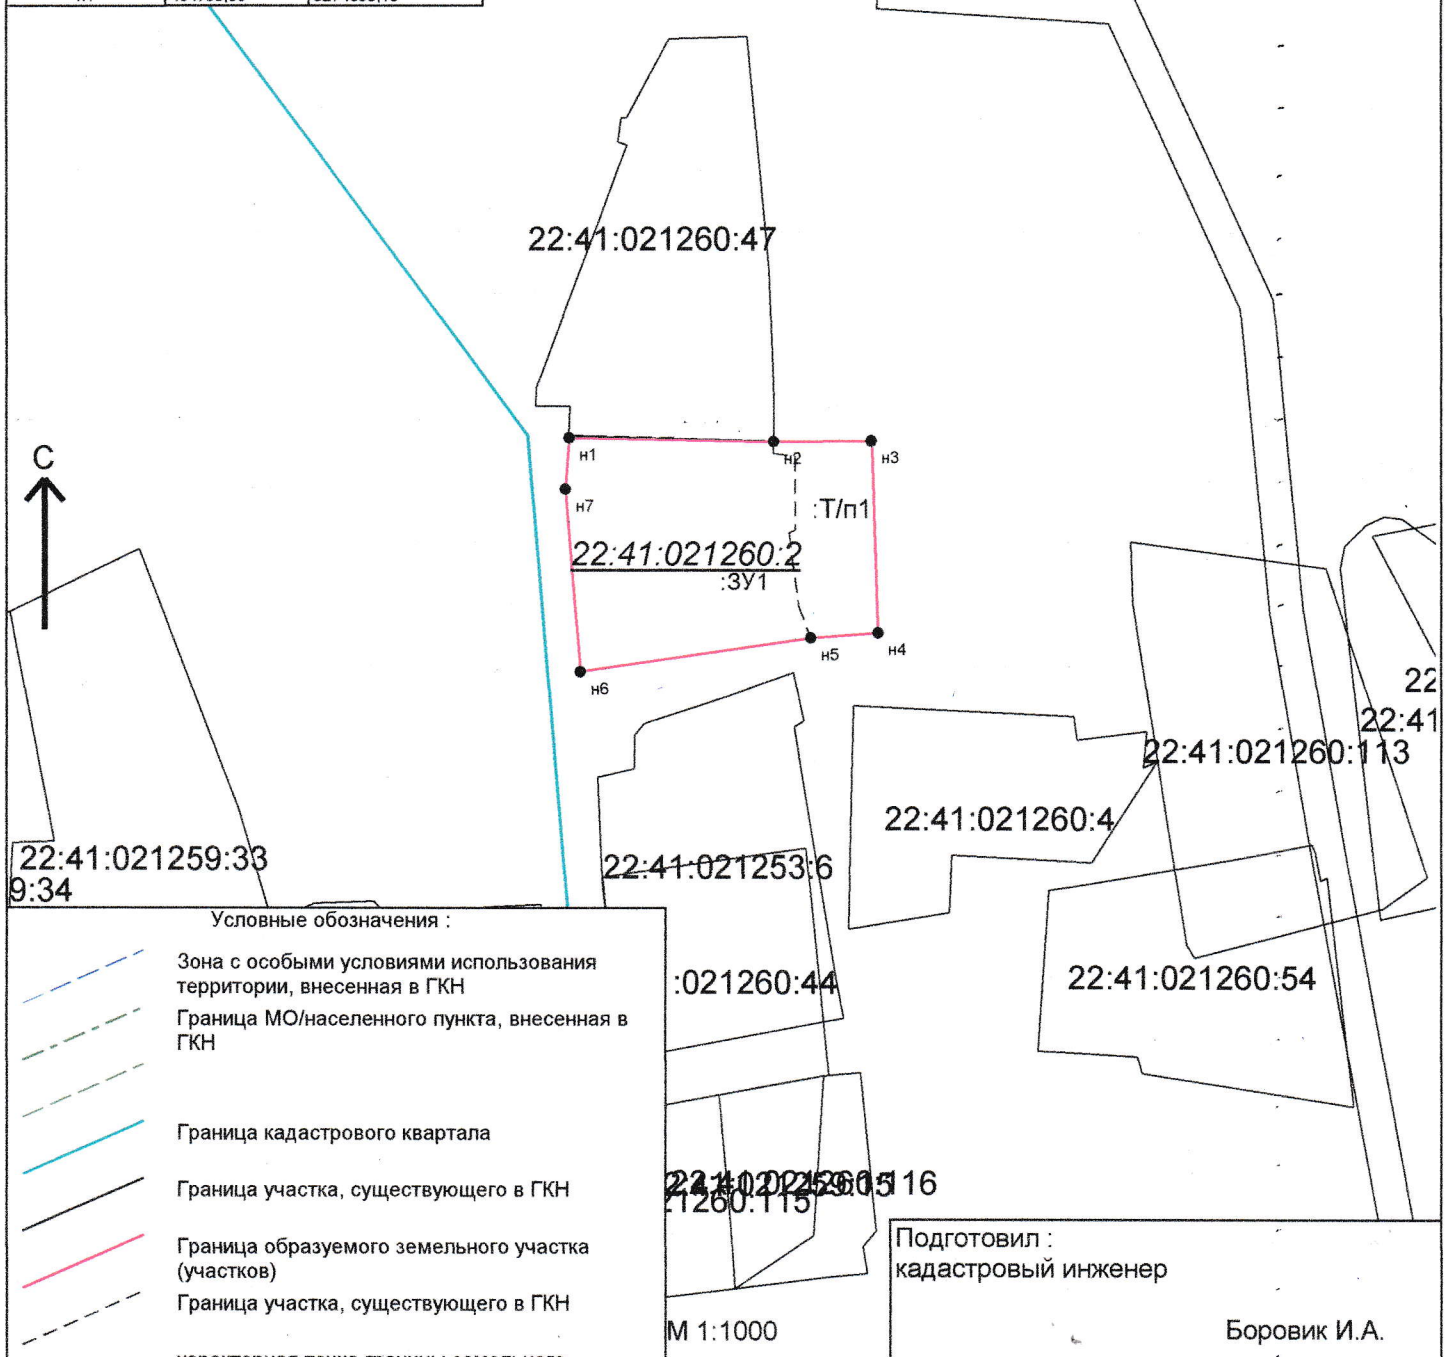 22:41:021260:47
С
н1
н2
н3
н7
:Т/п1
22:41:021260:2
:ЗУ1
н5
н4
н6
22
22:41
22:41:021260:113
22:41:021260:4
22:41:021259:33
22:41:021253:6
9:34
Условные обозначения :
Зона с особыми условиями использования
территории, внесенная в ГКН
:021260:44
22:41:021260:54
Граница МО/населенного пункта, внесенная в
ГКН
Граница кадастрового квартала
Граница участка, существующего в ГКН
1260:115
Граница образуемого земельного участка
(участков)
Граница участка, существующего в ГКН
М 1:1000
Подготовил :
кадастровый инженер
Боровик И.А.